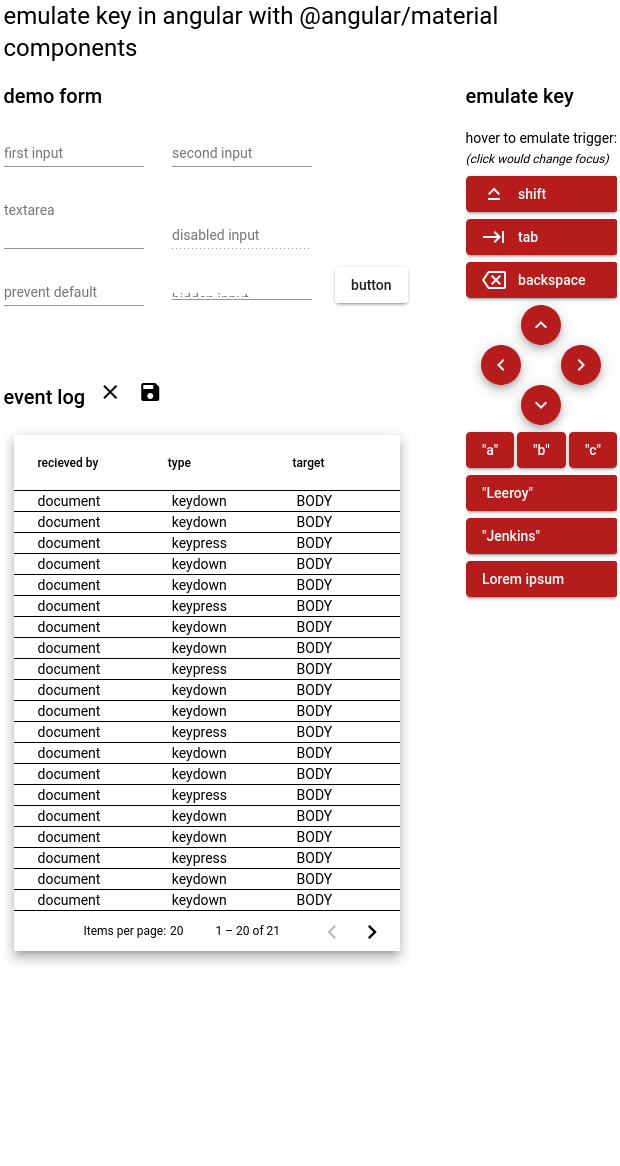 emulate key in angular with @angular/material
components
demo form
first input
second input
textarea
disabled input
prevent default
hidden input
button
event log
recieved by type target
document keydown BODY
document keydown BODY
document keypress BODY
document keydown BODY
document keydown BODY
document keypress BODY
document keydown BODY
document keydown BODY
document keypress BODY
document keydown BODY
document keydown BODY
document keypress BODY
document keydown BODY
document keydown BODY
document keypress BODY
document keydown BODY
document keydown BODY
document keypress BODY
document keydown BODY
document keydown BODY
Items per page: 20 1 – 20 of 21
emulate key
hover to emulate trigger:
(click would change focus)
shift
tab
backspace
"a" "b" "c"
"Leeroy"
"Jenkins"
Lorem ipsum